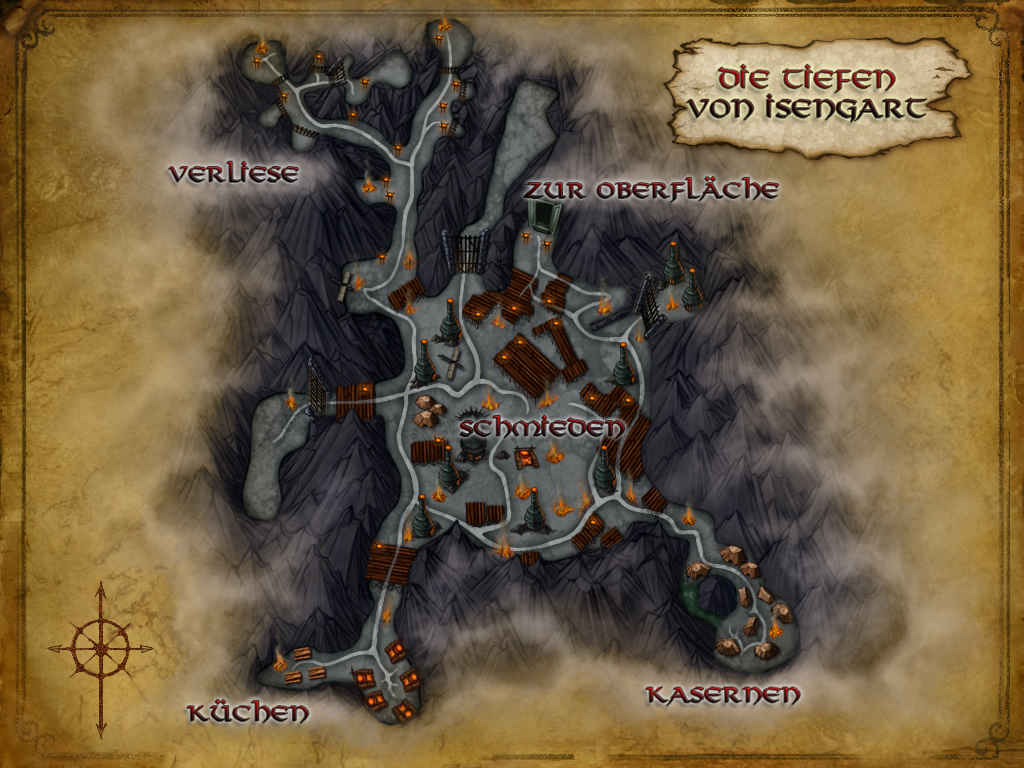 Die Tiefen
von Isengart
Verliese
Zur Oberfläche
Schmieden
Kasernen
Küchen